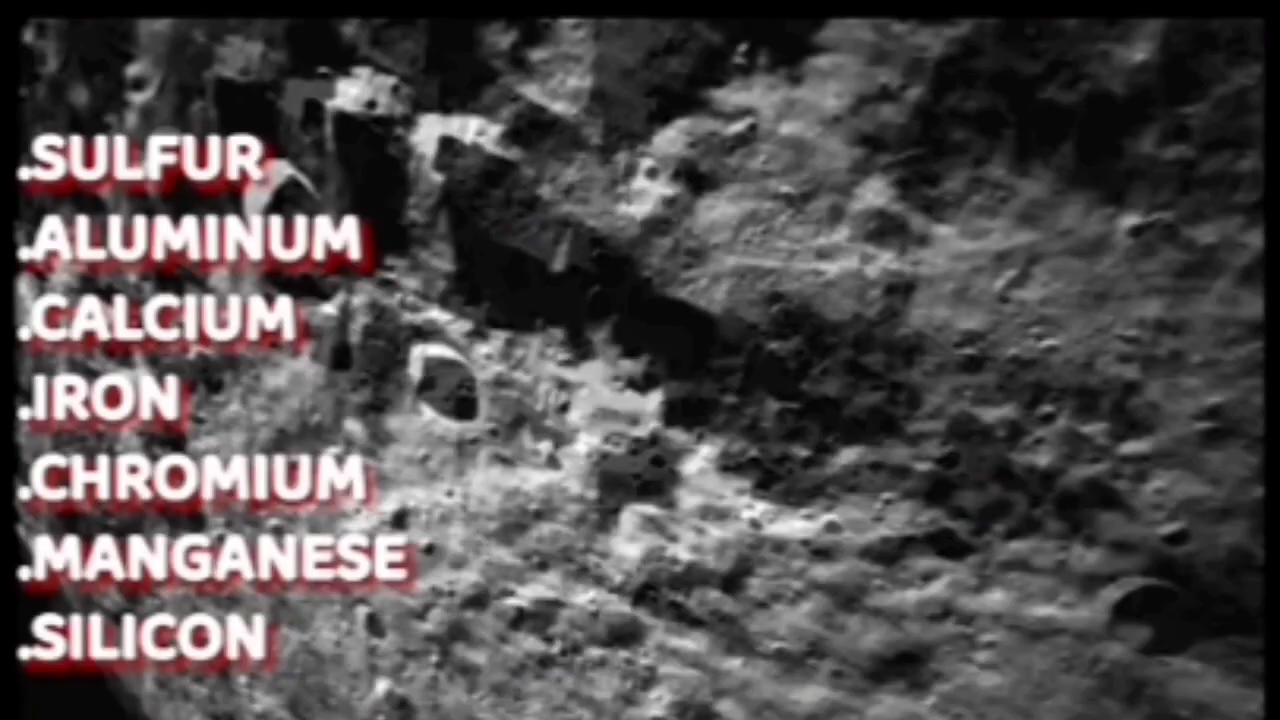 .SULFUR
.ALUMINUM
.CALCIUM
.IRON
.CHROMIUM
.MANGANESE
.SILICON